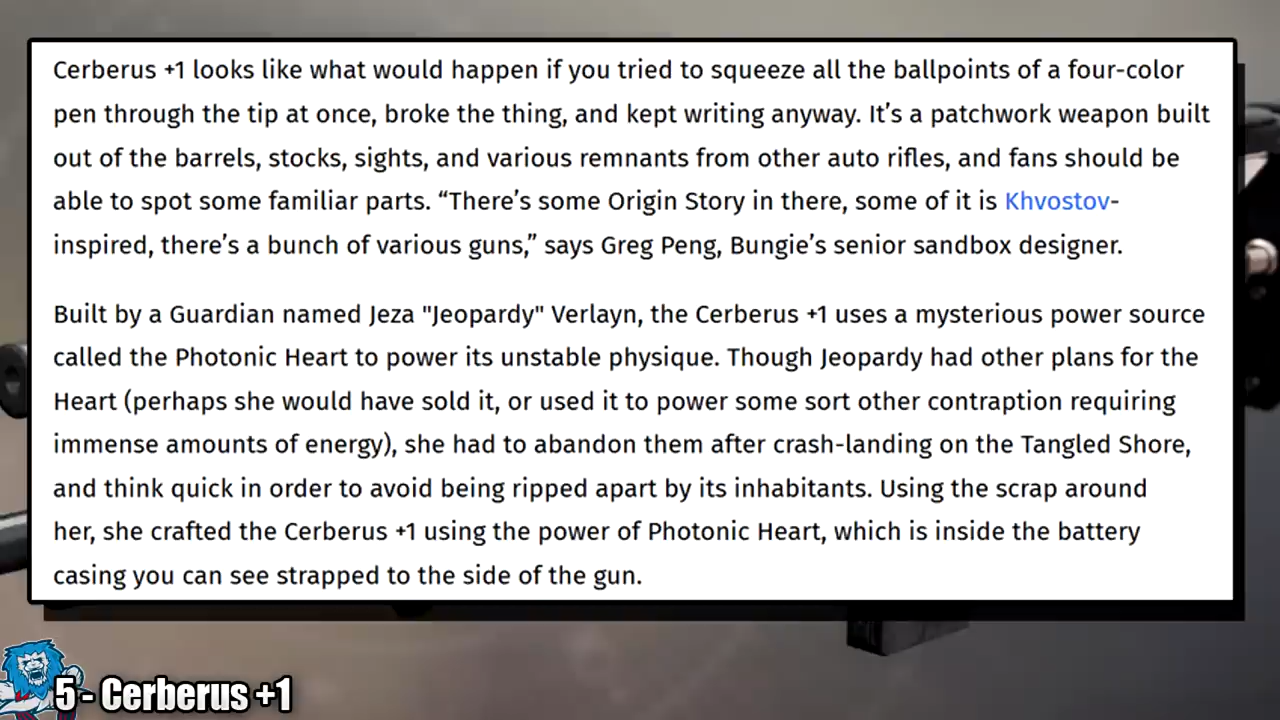 Cerberus +1 looks like what would happen if you tried to squeeze all the ballpoints of a four-color
pen through the tip at once, broke the thing, and kept writing anyway. It’s a patchwork weapon built
out of the barrels, stocks, sights, and various remnants from other auto rifles, and fans should be
able to spot some familiar parts. “There’s some Origin Story in there, some of it is Khvostov-
inspired, there’s a bunch of various guns,” says Greg Peng, Bungie’s senior sandbox designer.
Built by a Guardian named Jeza "Jeopardy" Verlayn, the Cerberus +1 uses a mysterious power source
called the Photonic Heart to power its unstable physique. Though Jeopardy had other plans for the
Heart (perhaps she would have sold it, or used it to power some sort other contraption requiring
immense amounts of energy), she had to abandon them after crash-landing on the Tangled Shore,
and think quick in order to avoid being ripped apart by its inhabitants. Using the scrap around
her, she crafted the Cerberus +1 using the power of Photonic Heart, which is inside the battery
casing you can see strapped to the side of the gun.
5 - Cerberus +1